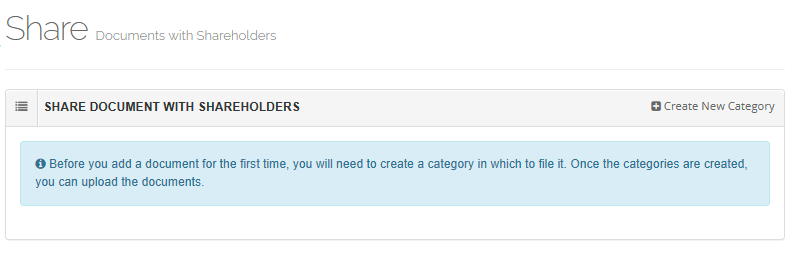 Share Documents with Shareholders
SHARE DOCUMENT WITH SHAREHOLDERS
Create New Category
Before you add a document for the first time, you will need to create a category in which to file it. Once the categories are created,
you can upload the documents.